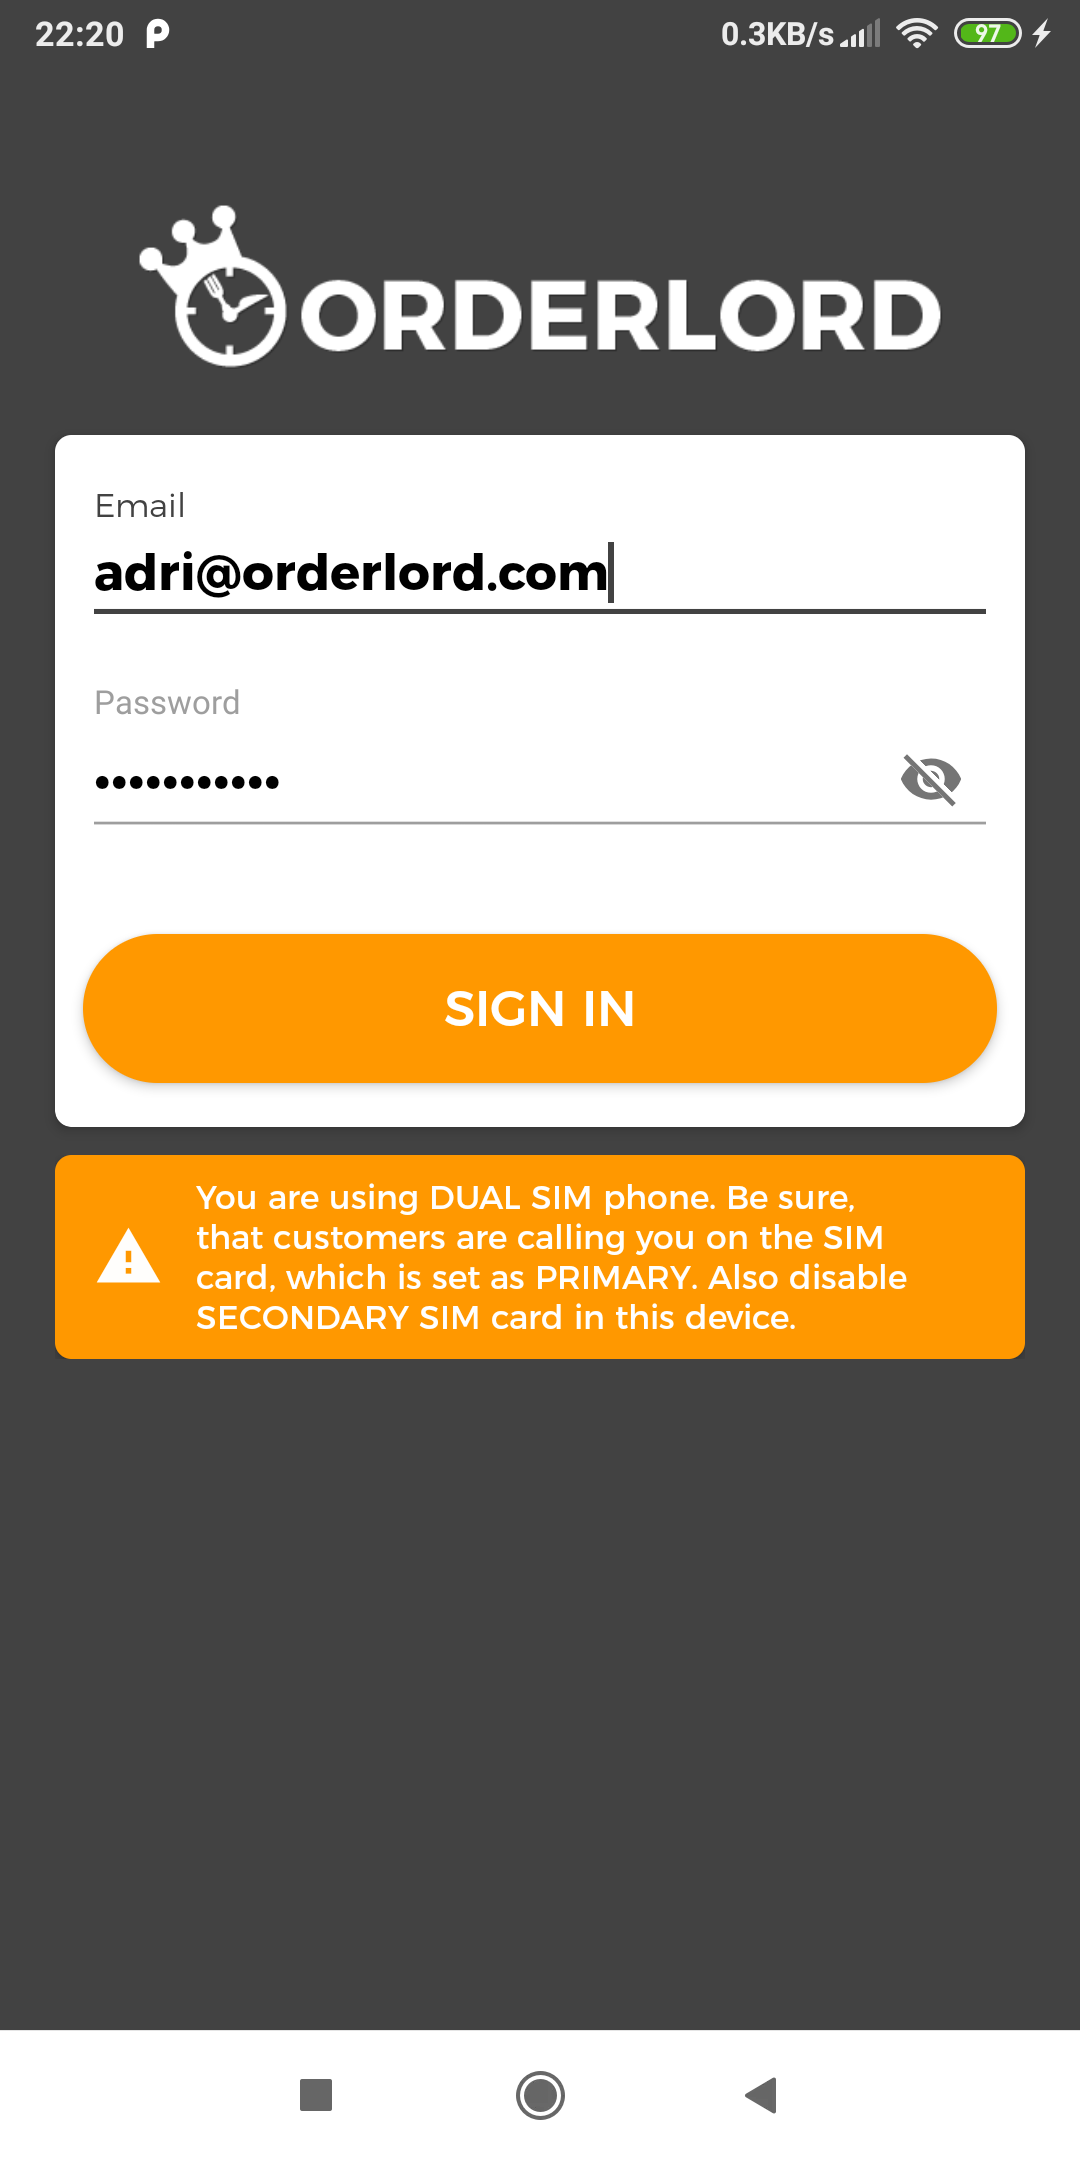 22:20 P 0.3KB/s 97
ORDERLORD
Email
adri@orderlord.com
Password
•••••••••••
SIGN IN
You are using DUAL SIM phone. Be sure,
that customers are calling you on the SIM
card, which is set as PRIMARY. Also disable
SECONDARY SIM card in this device.